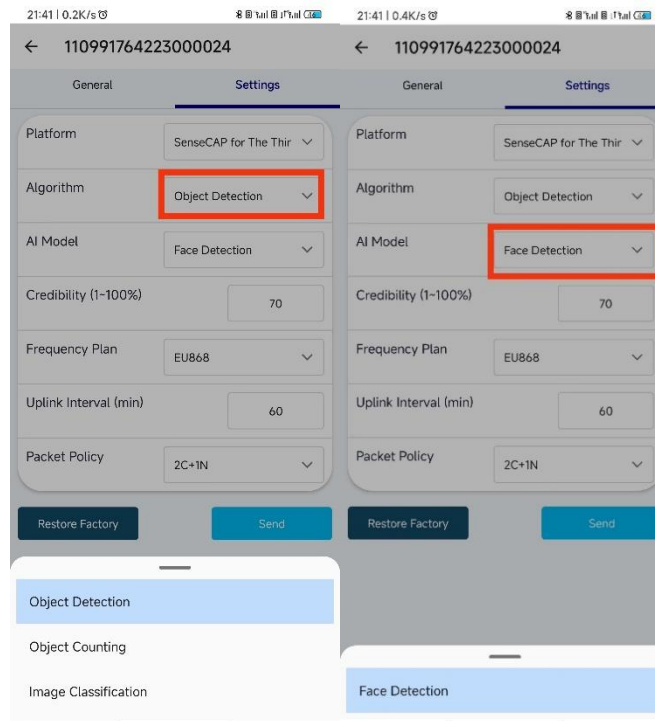 21:41 | 0.2K/s
← 110991764223000024
General Settings
Platform SenseCAP for The Thir
Algorithm Object Detection
AI Model Face Detection
Credibility (1~100%) 70
Frequency Plan EU868
Uplink Interval (min) 60
Packet Policy 2C+1N
Restore Factory Send
Object Detection
Object Counting
Image Classification
21:41 | 0.4K/s
← 110991764223000024
General Settings
Platform SenseCAP for The Thir
Algorithm Object Detection
AI Model Face Detection
Credibility (1~100%) 70
Frequency Plan EU868
Uplink Interval (min) 60
Packet Policy 2C+1N
Restore Factory Send
Face Detection